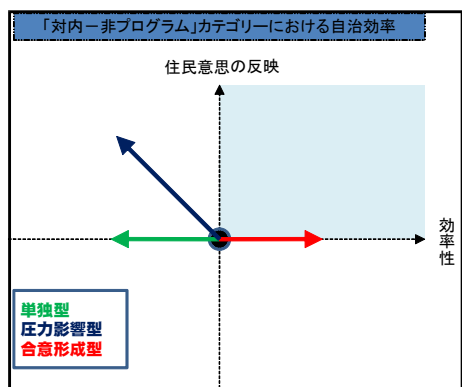 「対内－非プログラム」カテゴリーにおける自治効率
住民意思の反映
効率性
単独型
圧力影響型
合意形成型